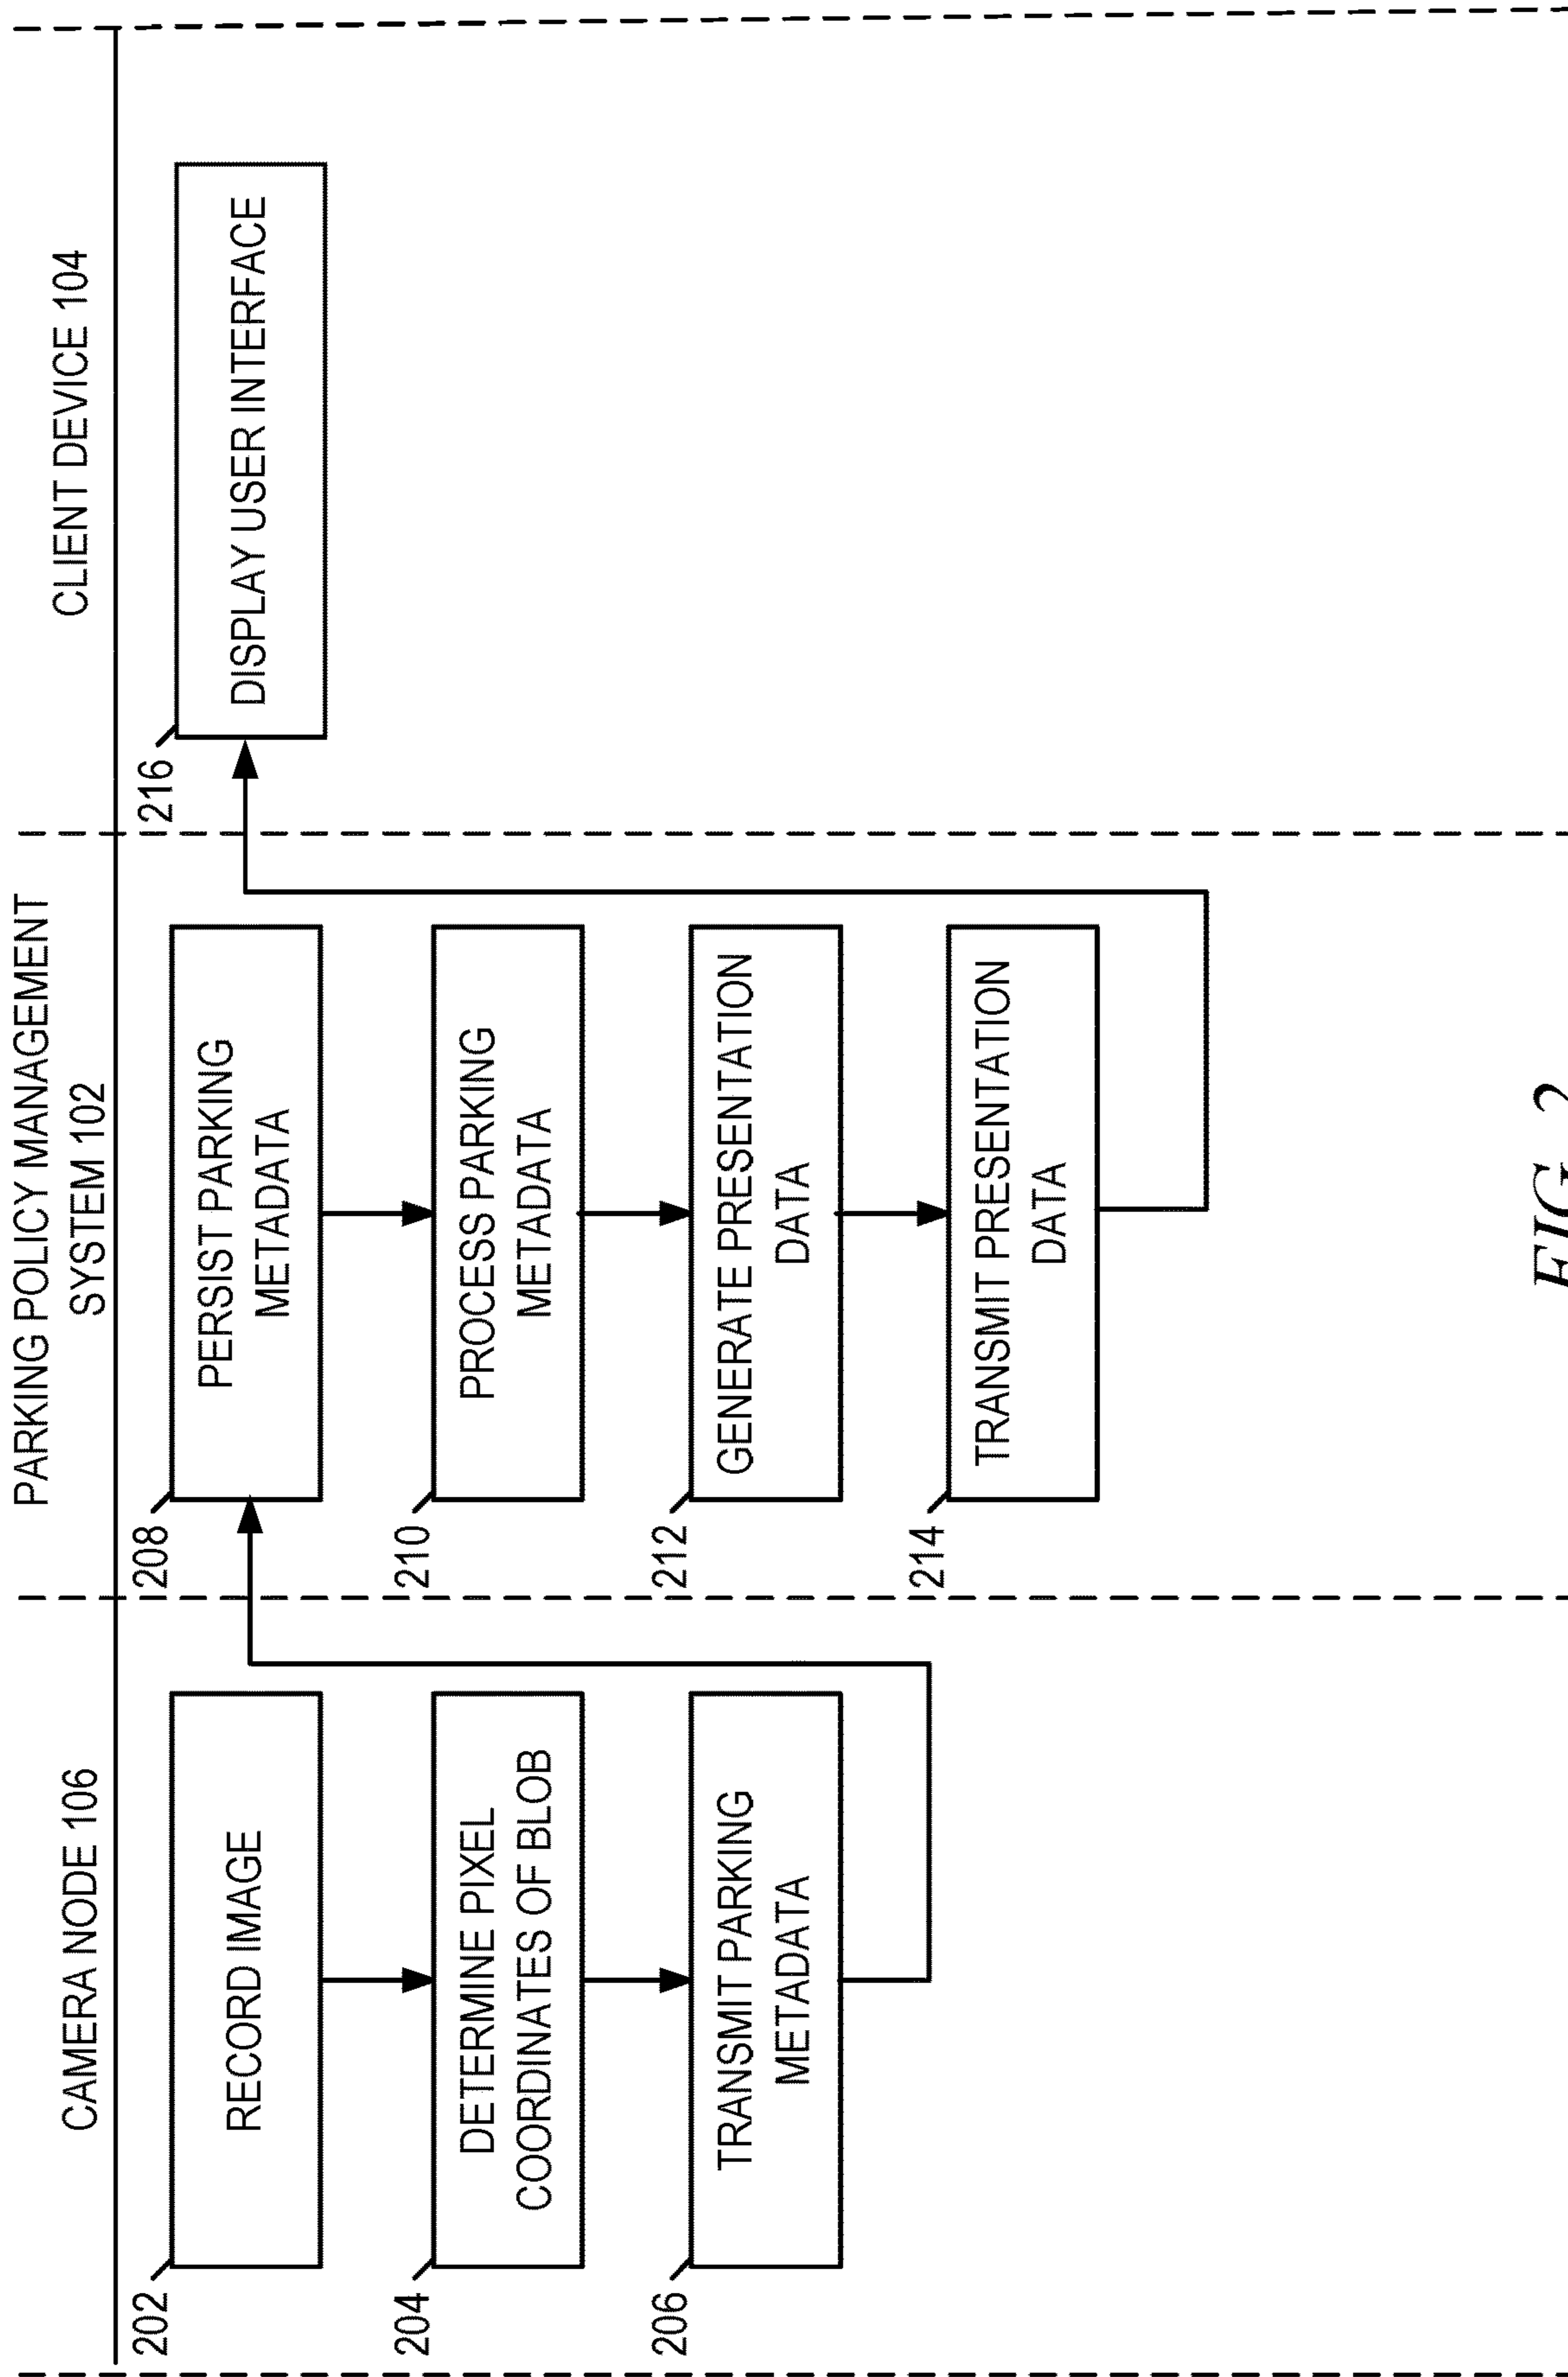 CAMERA NODE 106
202
RECORD IMAGE
204
DETERMINE PIXEL
COORDINATES OF BLOB
206
TRANSMIT PARKING
METADATA
PARKING POLICY MANAGEMENT
SYSTEM 102
208
PERSIST PARKING
METADATA
210
PROCESS PARKING
METADATA
212
GENERATE PRESENTATION
DATA
214
TRANSMIT PRESENTATION
DATA
CLIENT DEVICE 104
216
DISPLAY USER INTERFACE
FIG. 2